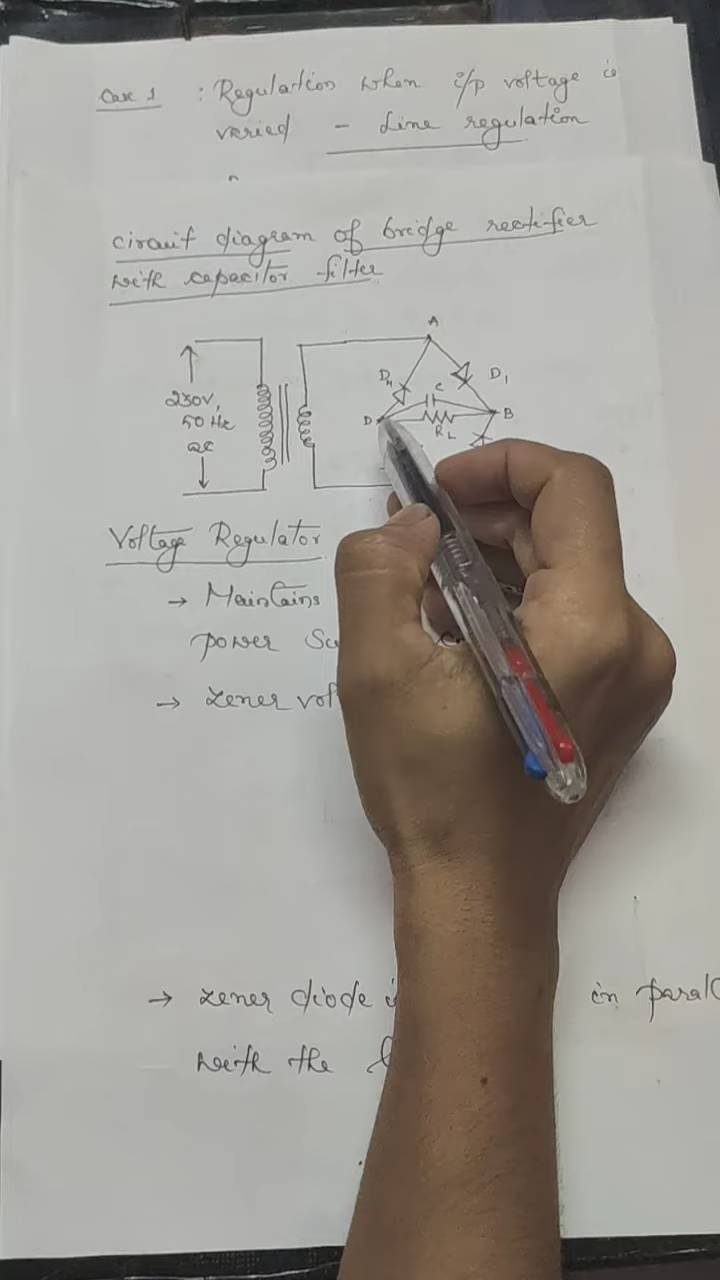 Case 1 : Regulation when i/p voltage is
varied - Line regulation
circuit diagram of bridge rectifier
with capacitor filter
A
D4
C
D1
230V,
50 Hz
ac
D
B
RL
Voltage Regulator
→ Maintains
power
→ zener
→ zener diode in paral
with the